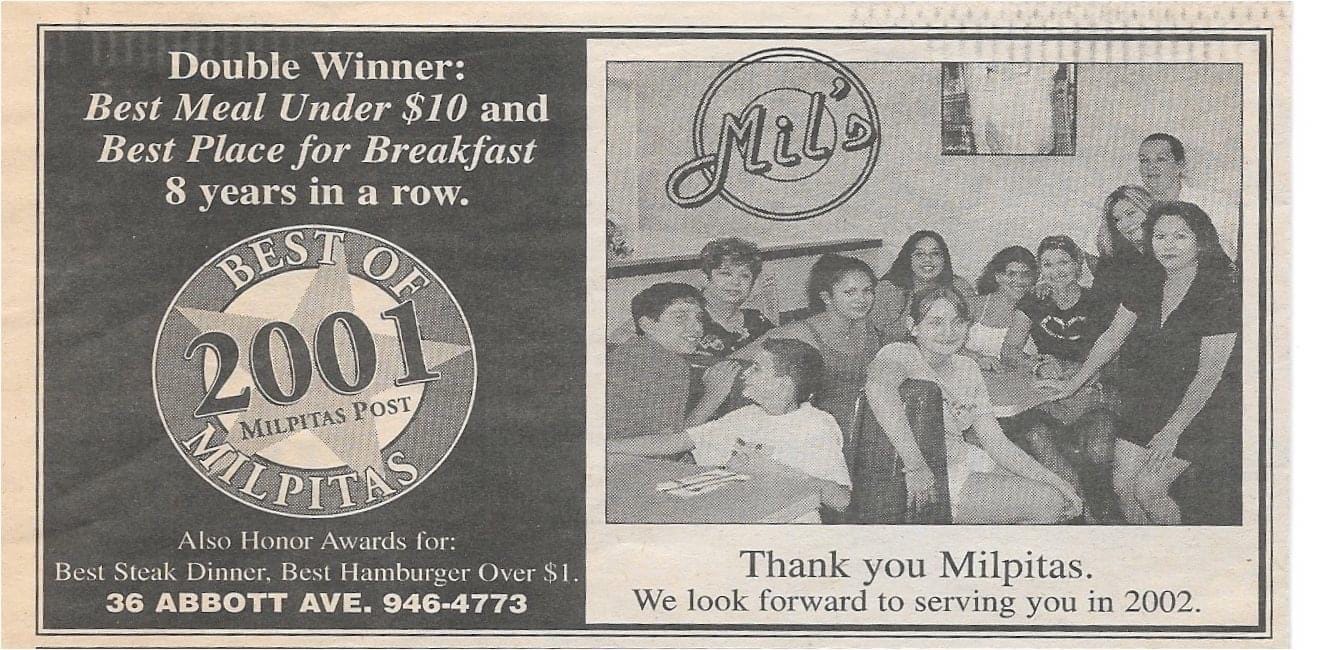 Double Winner:
Best Meal Under $10 and
Best Place for Breakfast
8 years in a row.
BEST OF
2001
MILPITAS POST
MILPITAS
Also Honor Awards for:
Best Steak Dinner, Best Hamburger Over $1.
36 ABBOTT AVE. 946-4773
Mil's
Thank you Milpitas.
We look forward to serving you in 2002.